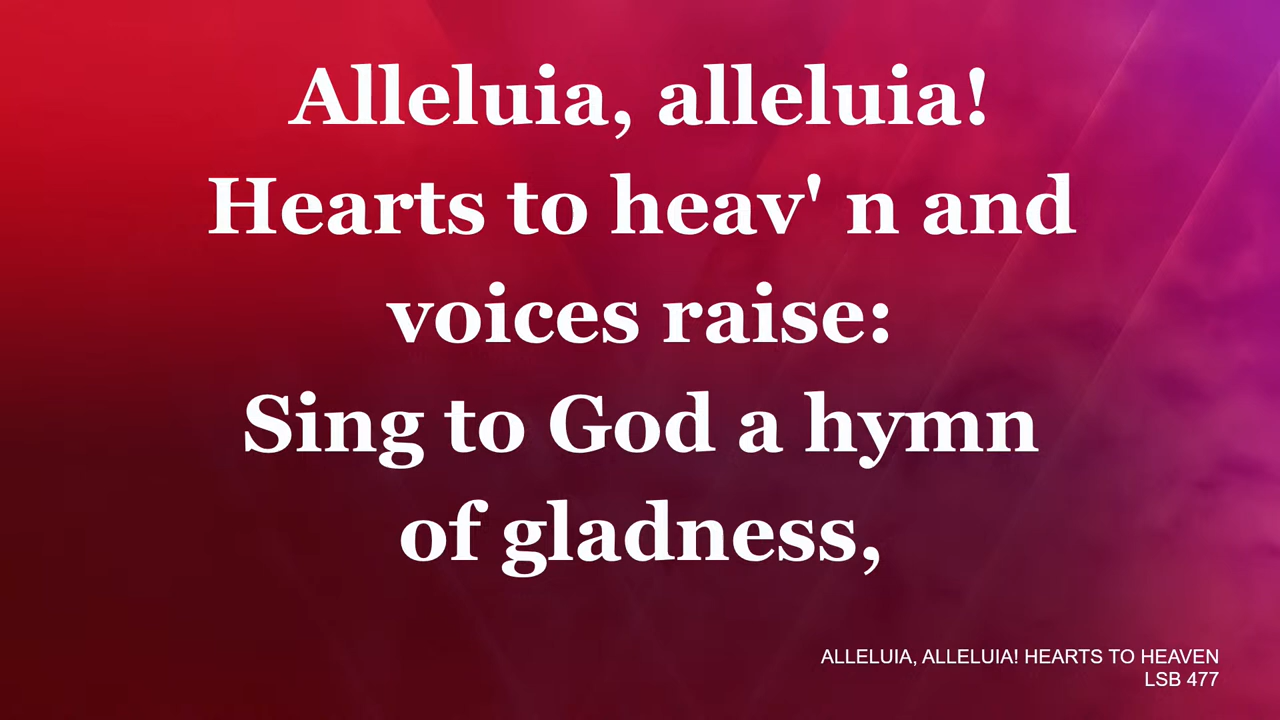 Alleluia, alleluia!
Hearts to heav' n and
voices raise:
Sing to God a hymn
of gladness,
ALLELUIA, ALLELUIA! HEARTS TO HEAVEN
LSB 477